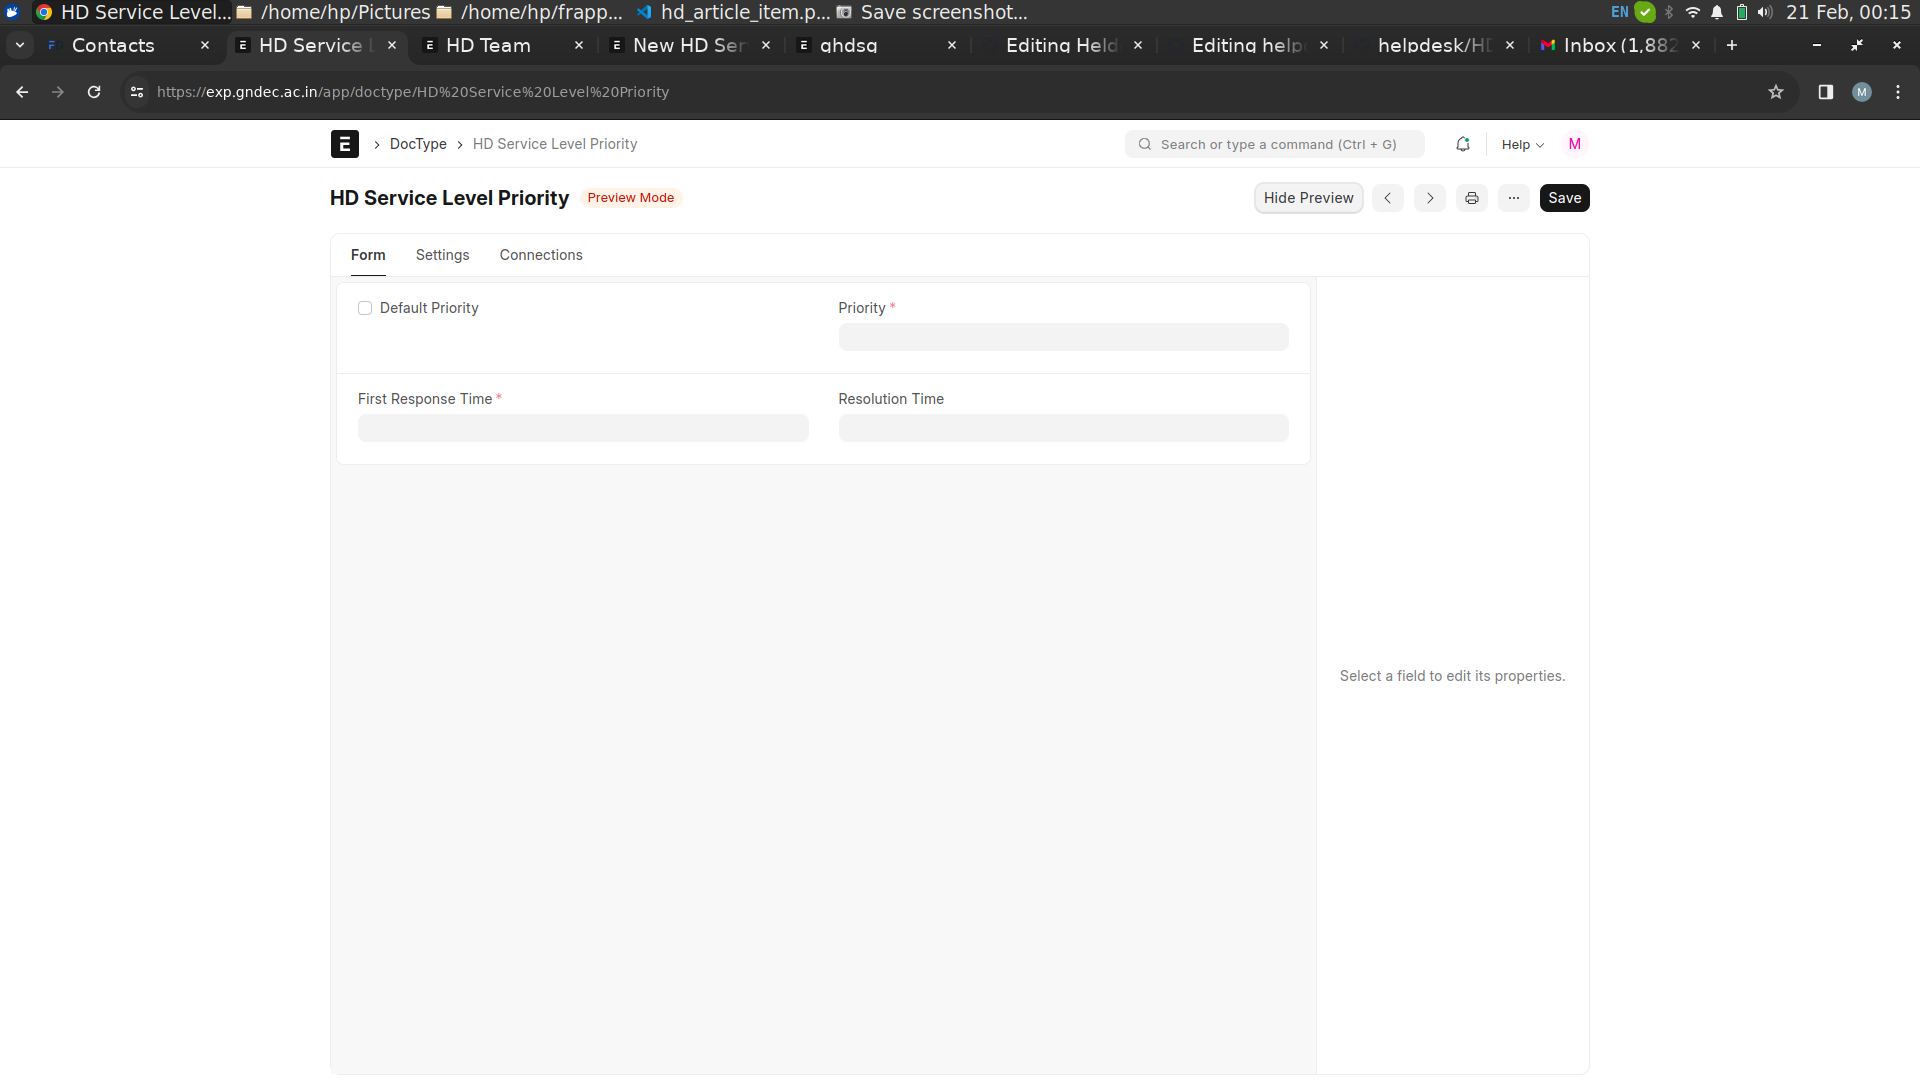 HD Service Level... /home/hp/Pictures /home/hp/frapp... hd_article_item.p... Save screenshot... EN 21 Feb, 00:15
Contacts HD Service L HD Team New HD Ser ghdsg Editing Held Editing help helpdesk/HD Inbox (1,882
https://exp.gndec.ac.in/app/doctype/HD%20Service%20Level%20Priority M
DocType HD Service Level Priority Search or type a command (Ctrl + G) Help M
HD Service Level Priority Preview Mode Hide Preview Save
Form Settings Connections
Default Priority Priority *
First Response Time * Resolution Time
Select a field to edit its properties.